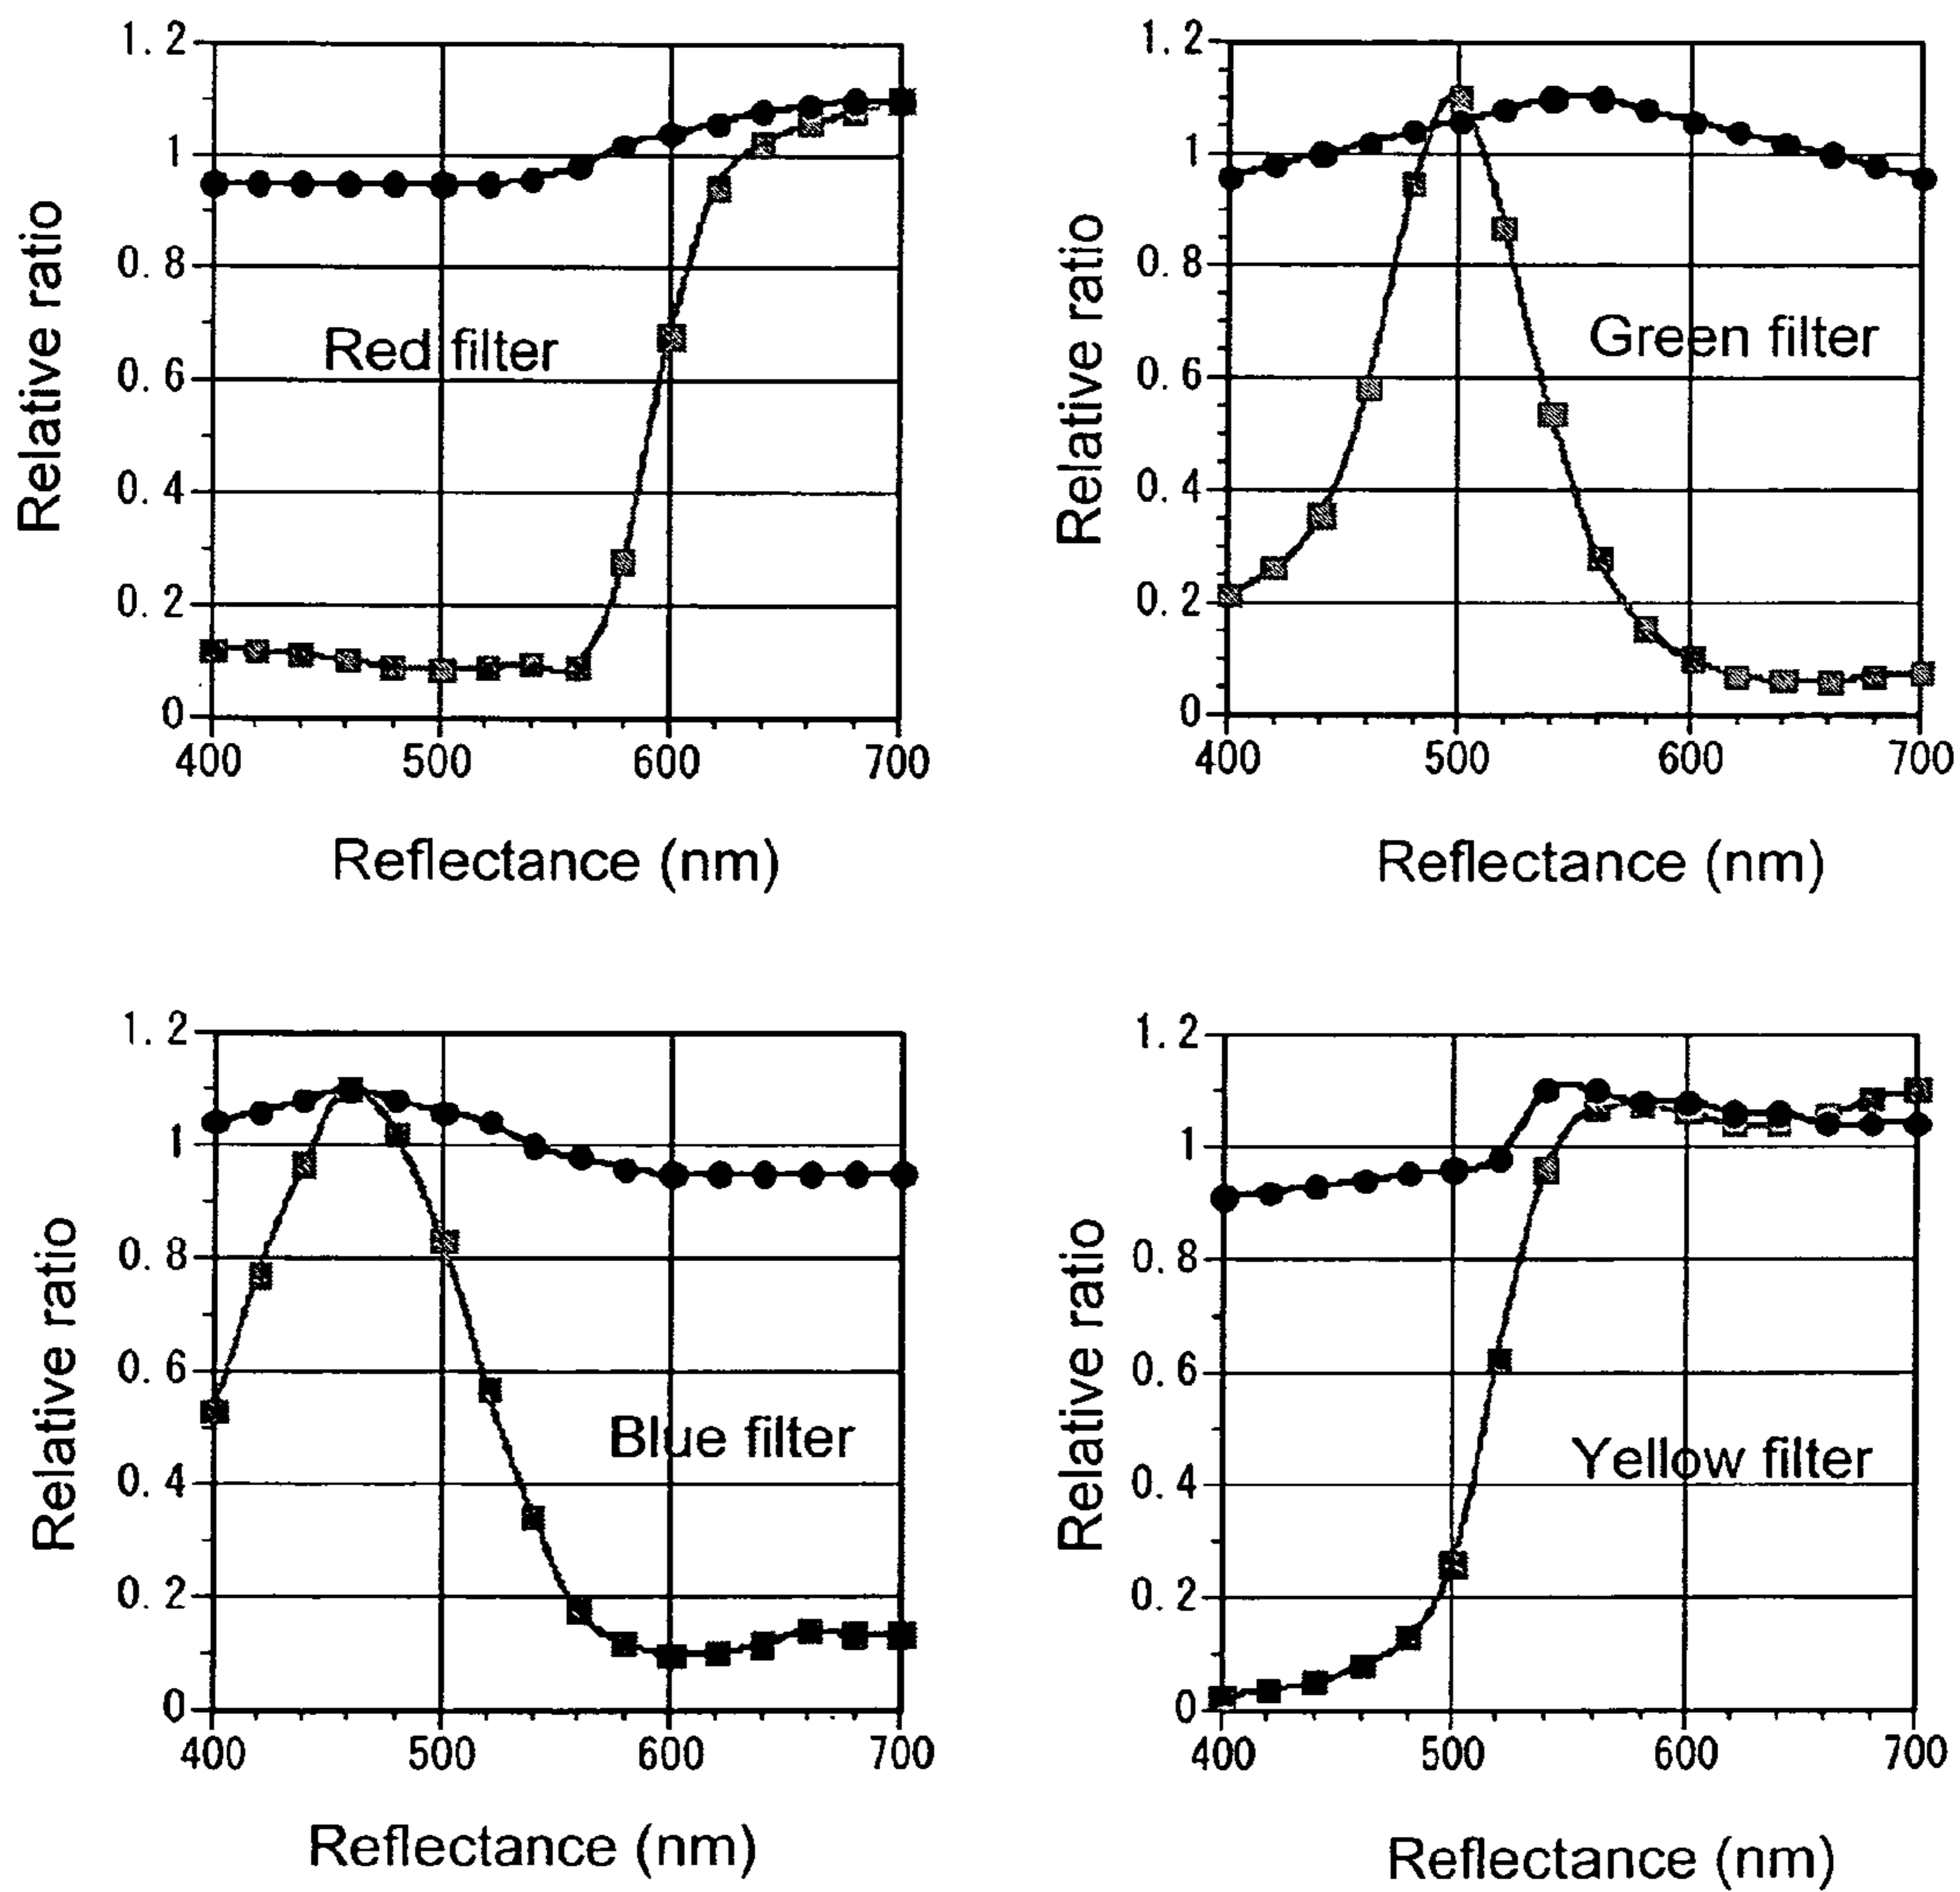 1.2
1
0.8
0.6
0.4
0.2
0
Relative ratio
Red filter
400 500 600 700
Reflectance (nm)
1.2
1
0.8
0.6
0.4
0.2
0
Relative ratio
Green filter
400 500 600 700
Reflectance (nm)
1.2
1
0.8
0.6
0.4
0.2
0
Relative ratio
Blue filter
400 500 600 700
Reflectance (nm)
1.2
1
0.8
0.6
0.4
0.2
0
Relative ratio
Yellow filter
400 500 600 700
Reflectance (nm)